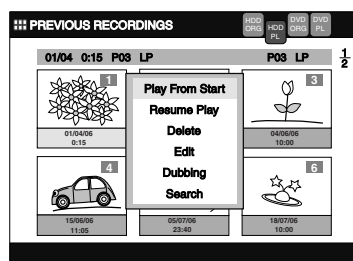 PREVIOUS RECORDINGS
HDD ORG
HDD PL
DVD ORG
DVD PL
01/04 0:15 P03 LP P03 LP
1/2
1
3
Play From Start
Resume Play
Delete
Edit
Dubbing
Search
01/04/06
0:15
04/06/06
10:00
4
6
15/06/06
11:05
05/07/06
23:40
18/07/06
10:00